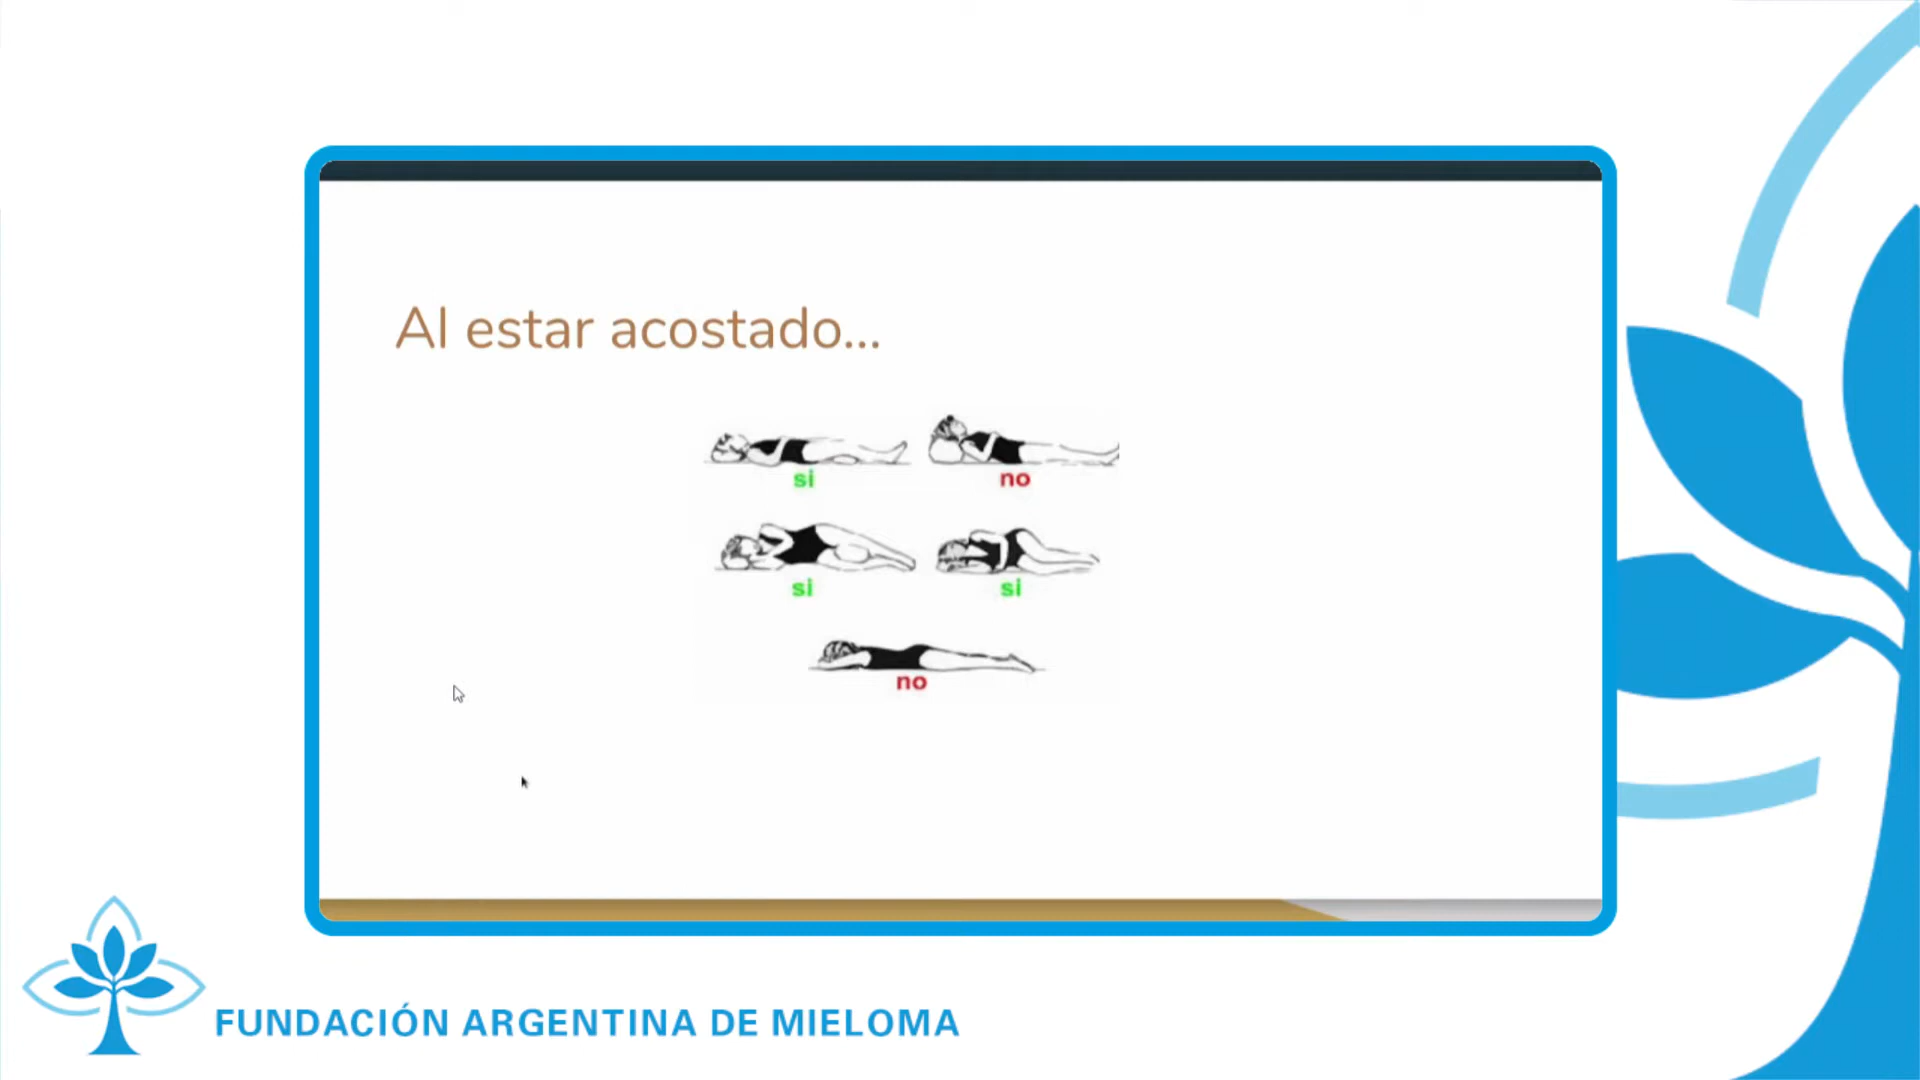 Al estar acostado...
si
no
si
si
no
FUNDACIÓN ARGENTINA DE MIELOMA